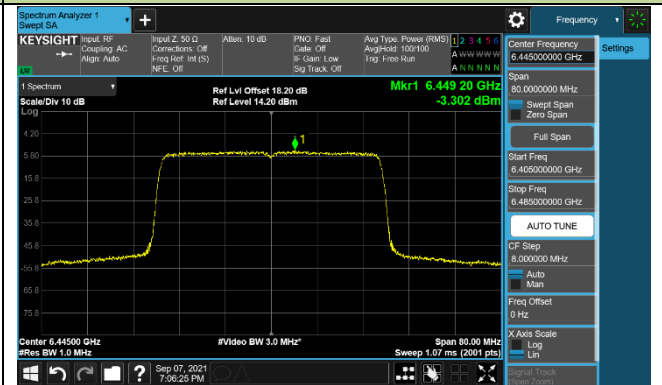 Spectrum Analyzer 1
Swept SA
Frequency
KEYSIGHT
Input: RF
Coupling: AC
Align: Auto
Input Z: 50 Ω
Corrections: Off
Freq Ref: Int (S)
NFE: Off
Atten: 10 dB
PNO: Fast
Gate: Off
IF Gain: Low
Sig Track: Off
Avg Type: Power (RMS)
Avg|Hold: 100/100
Trig: Free Run
1 2 3 4 5 6
A W W W W W
A N N N N N
1 Spectrum
Scale/Div 10 dB
Ref Lvl Offset 18.20 dB
Ref Level 14.20 dBm
Mkr1 6.449 20 GHz
-3.302 dBm
Log
4.20
-5.80
-15.8
-25.8
-35.8
-45.8
-55.8
-65.8
-75.8
1
Center 6.44500 GHz
#Res BW 1.0 MHz
#Video BW 3.0 MHz*
Span 80.00 MHz
Sweep 1.07 ms (2001 pts)
Center Frequency
6.445000000 GHz
Settings
Span
80.0000000 MHz
Swept Span
Zero Span
Full Span
Start Freq
6.405000000 GHz
Stop Freq
6.485000000 GHz
AUTO TUNE
CF Step
8.000000 MHz
Auto
Man
Freq Offset
0 Hz
X Axis Scale
Log
Lin
Signal Track
(Span Zoom)
Sep 07, 2021
7:06:25 PM